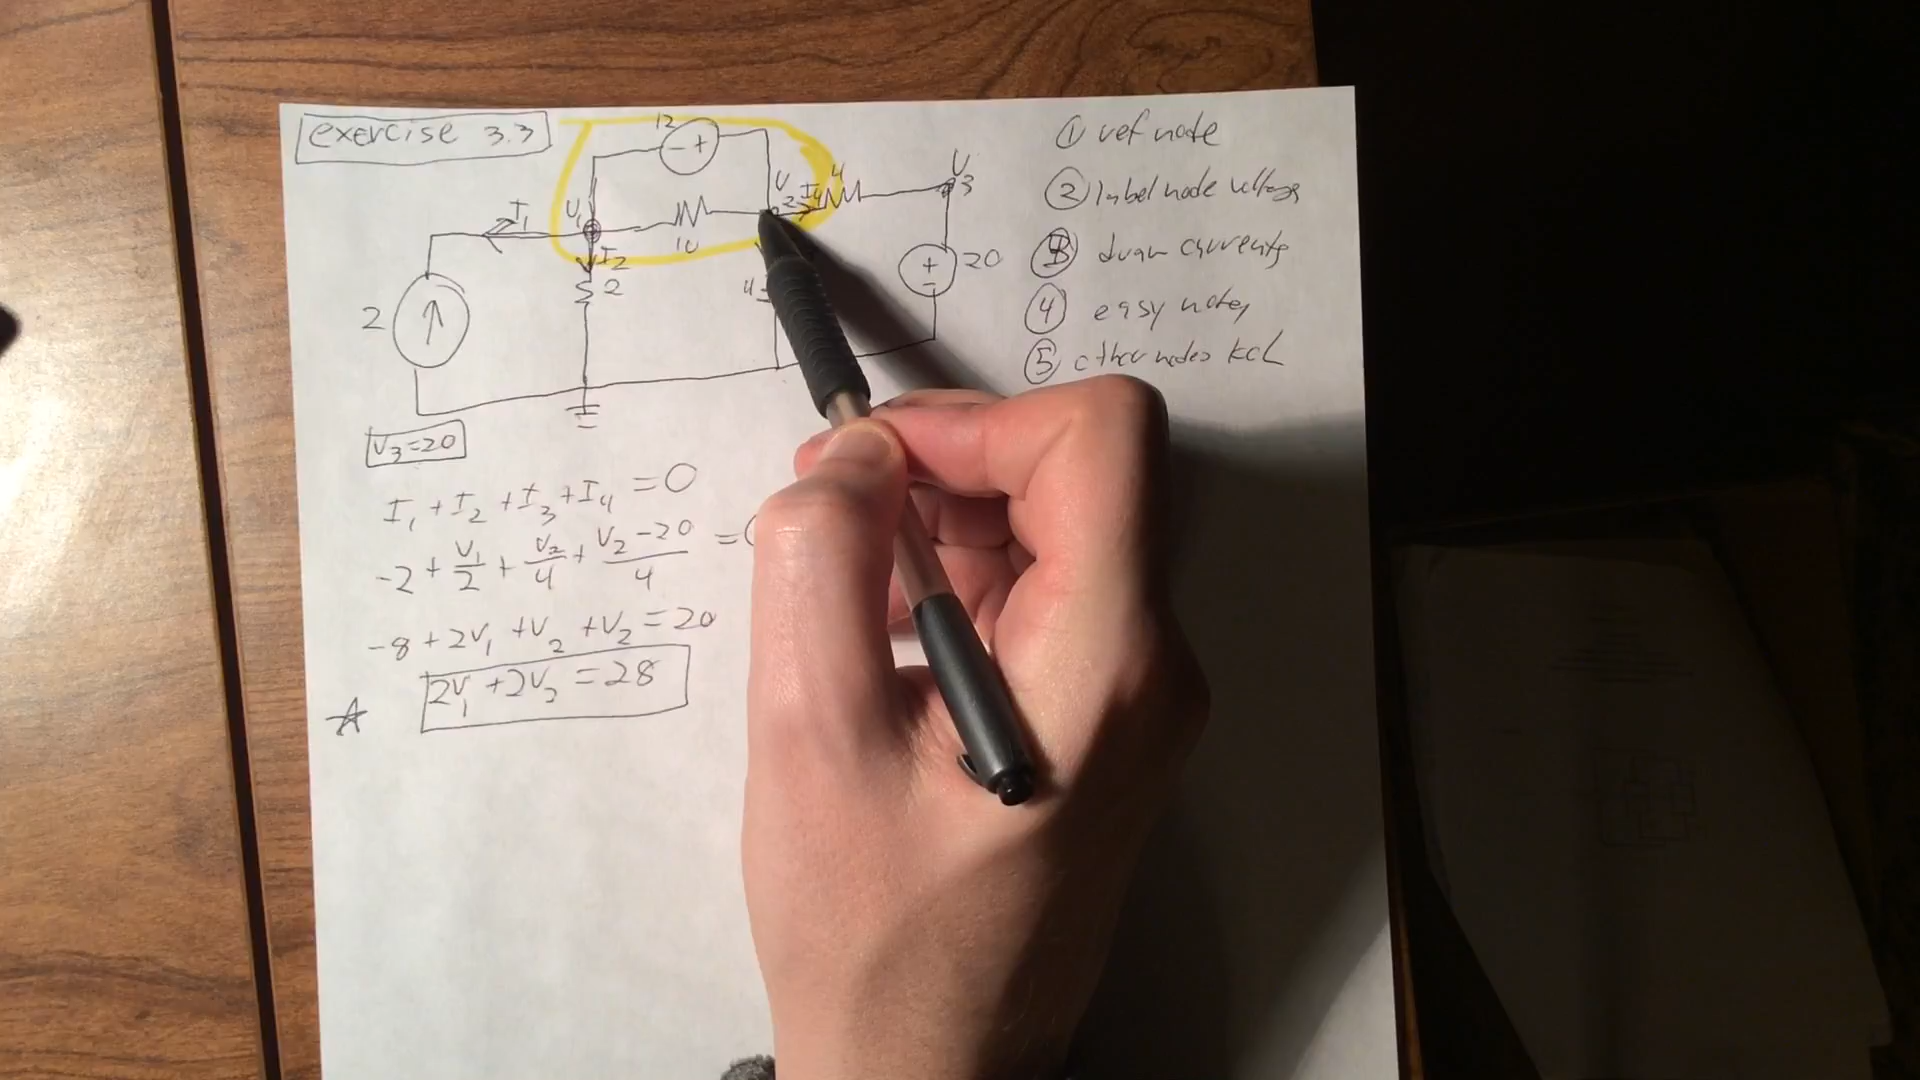 exercise 3.3
12
- +
V1
10
V2
I4
4
V3
I1
I2
2
4
+
-
20
2
① ref node
② label node voltages
③ draw currents
④ easy nodes
⑤ other nodes KCL
V3=20
I1 + I2 + I3 + I4 = 0
-2 + V1/2 + V2/4 + (V2-20)/4 =
-8 + 2V1 + V2 + V2 = 20
2V1 + 2V2 = 28